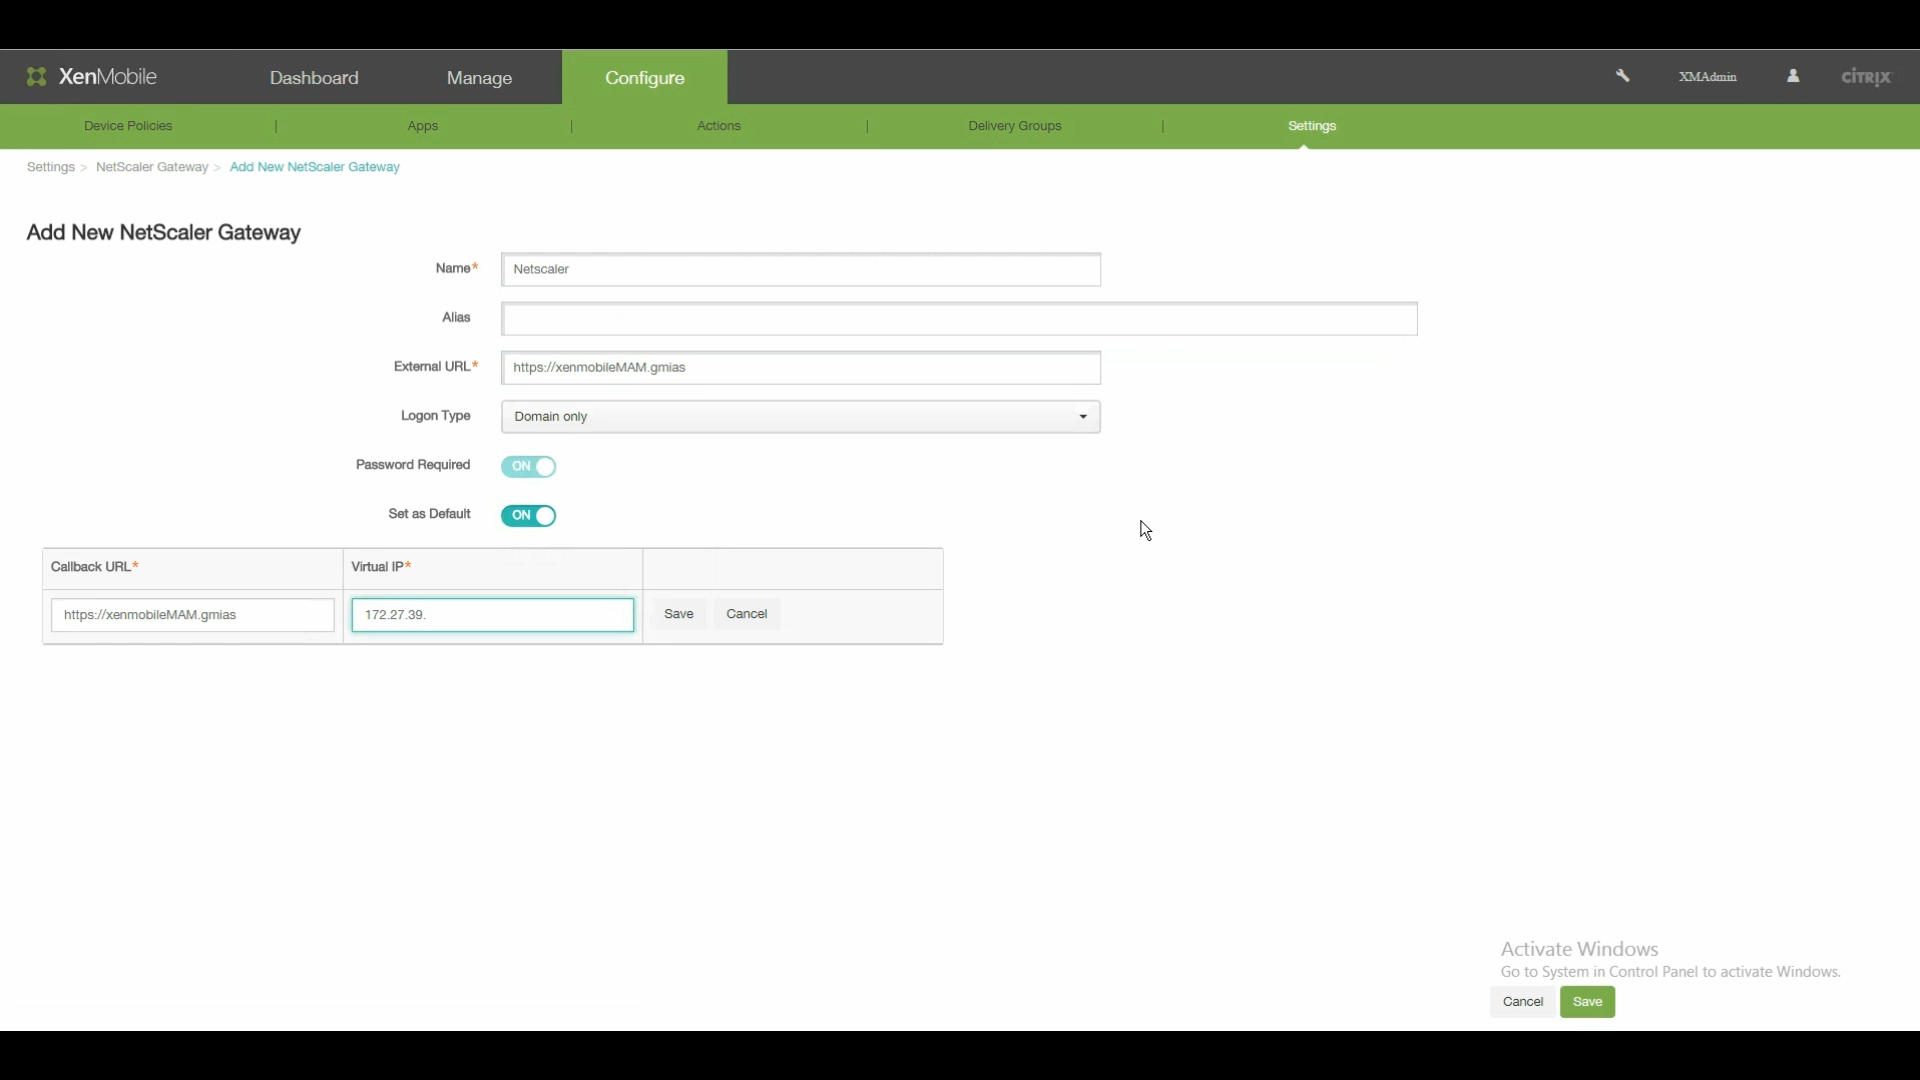 XenMobile Dashboard Manage Configure XMAdmin CITRIX
Device Policies | Apps | Actions | Delivery Groups | Settings
Settings > NetScaler Gateway > Add New NetScaler Gateway
Add New NetScaler Gateway
Name* Netscaler
Alias
External URL* https://xenmobileMAM.gmias
Logon Type Domain only
Password Required ON
Set as Default ON
Callback URL* Virtual IP*
https://xenmobileMAM.gmias 172.27.39. Save Cancel
Activate Windows
Go to System in Control Panel to activate Windows.
Cancel Save